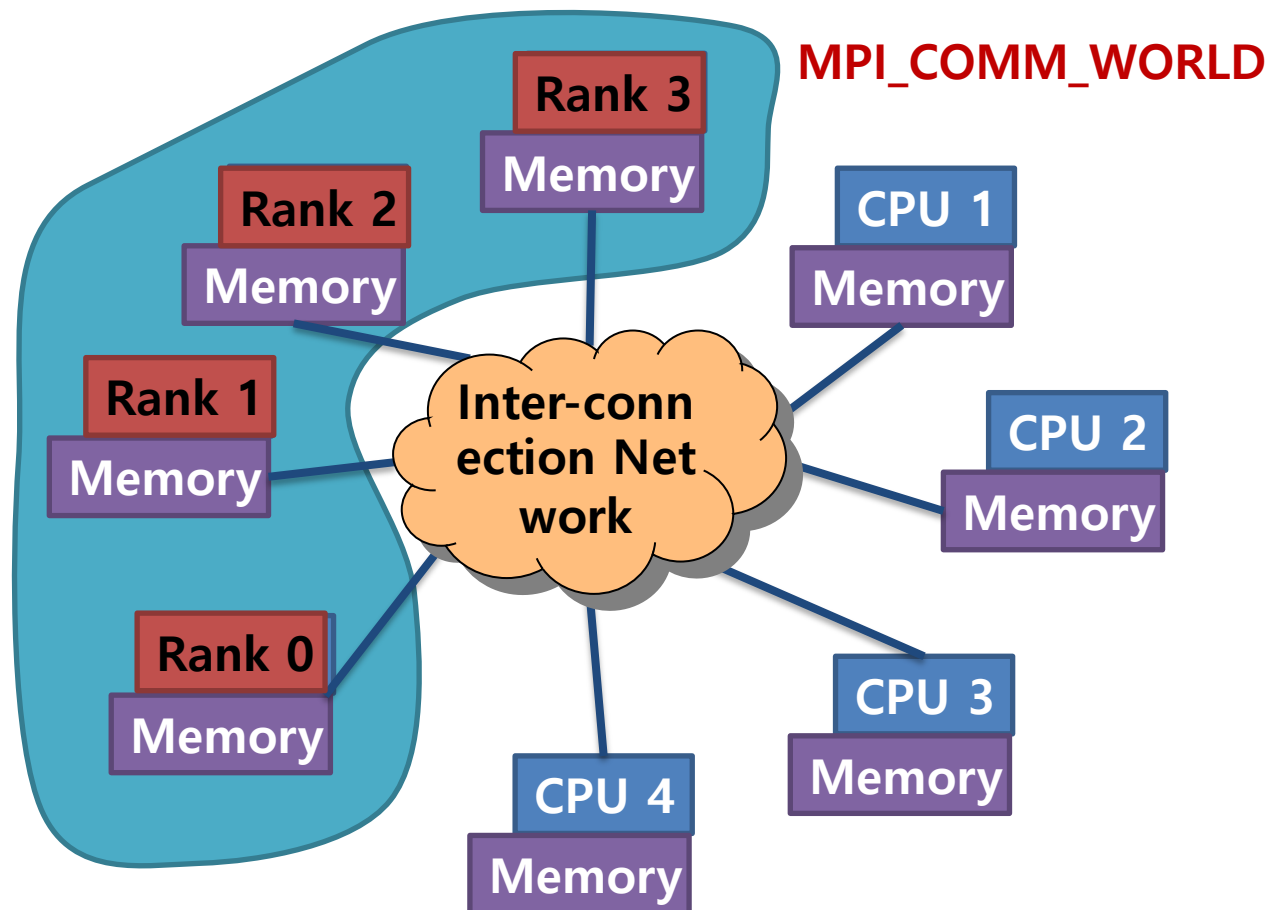 MPI_COMM_WORLD
Rank 3
Memory
Rank 2
Memory
CPU 1
Memory
Rank 1
Memory
Inter-conn
ection Net
work
CPU 2
Memory
Rank 0
Memory
CPU 3
Memory
CPU 4
Memory